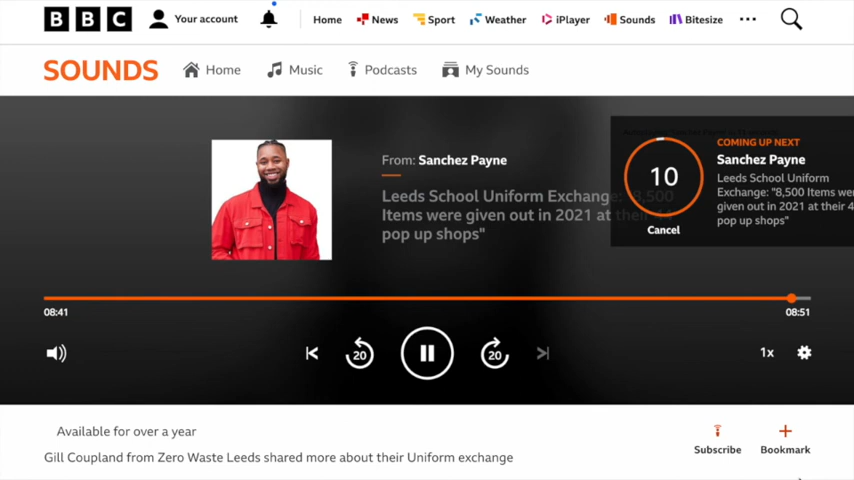 BBC Your account Home News Sport Weather iPlayer Sounds Bitesize
SOUNDS Home Music Podcasts My Sounds
From: Sanchez Payne
Leeds School Uniform Exchange: "8,500
Items were given out in 2021 at their 4
pop up shops"
COMING UP NEXT
10
Sanchez Payne
Leeds School Uniform
Exchange: "8,500 Items were
given out in 2021 at their 4
pop up shops"
Cancel
08:41 08:51
20 20 1x
Available for over a year
Subscribe Bookmark
Gill Coupland from Zero Waste Leeds shared more about their Uniform exchange